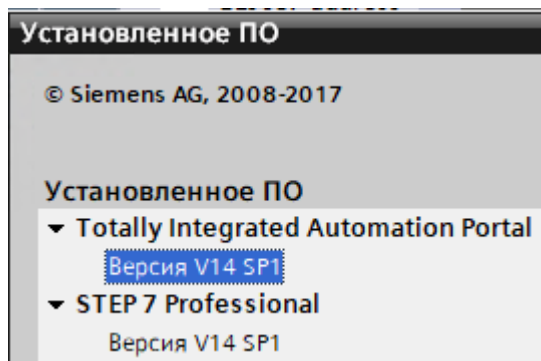 Установленное ПО
© Siemens AG, 2008-2017
Установленное ПО
Totally Integrated Automation Portal
Версия V14 SP1
STEP 7 Professional
Версия V14 SP1